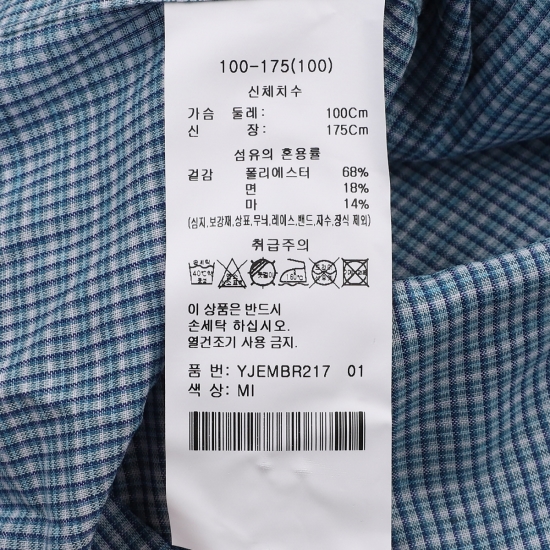 100-175(100)
신체치수
가슴 둘레: 100Cm
신 장: 175Cm
섬유의 혼용률
겉감 폴리에스터 68%
면 18%
마 14%
(심지,보강재,상표,무늬,레이스,밴드,자수,장식 제외)
취급주의
40℃
이 상품은 반드시
손세탁 하십시오.
열건조기 사용 금지.
품 번: YJEMBR217 01
색 상: MI